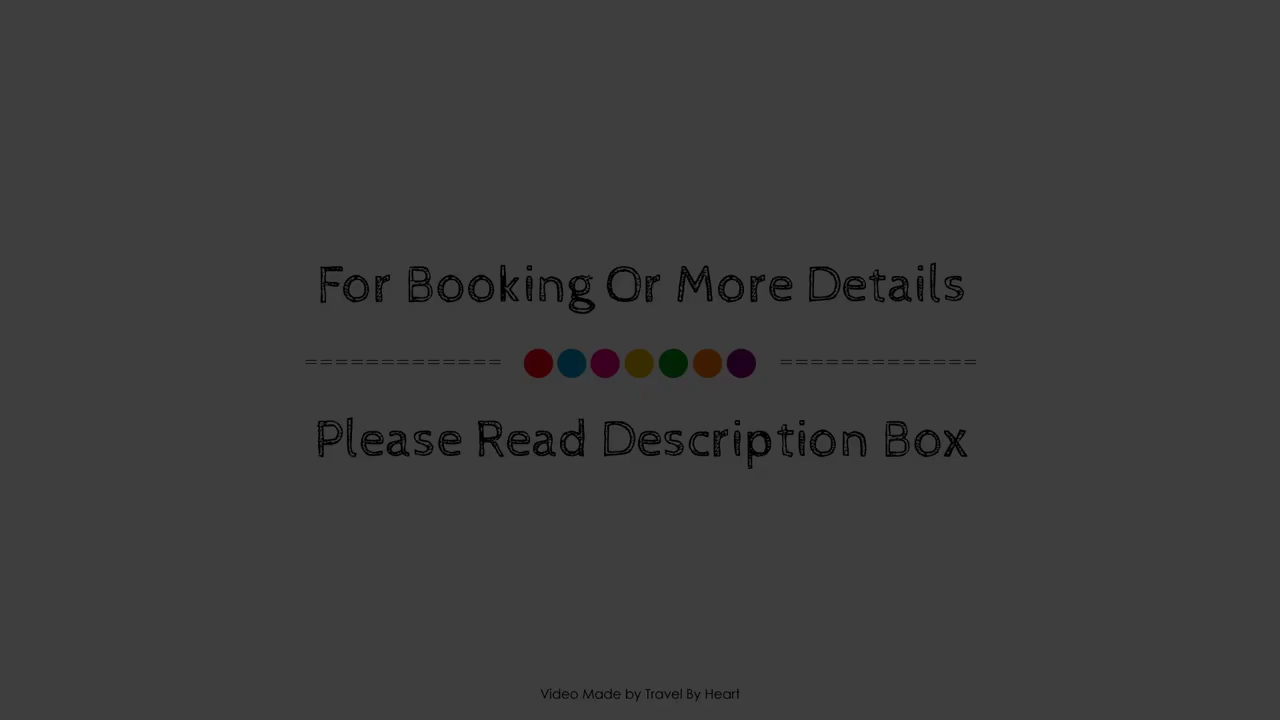 For Booking Or More Details
============= =============
Please Read Description Box
Video Made by Travel By Heart